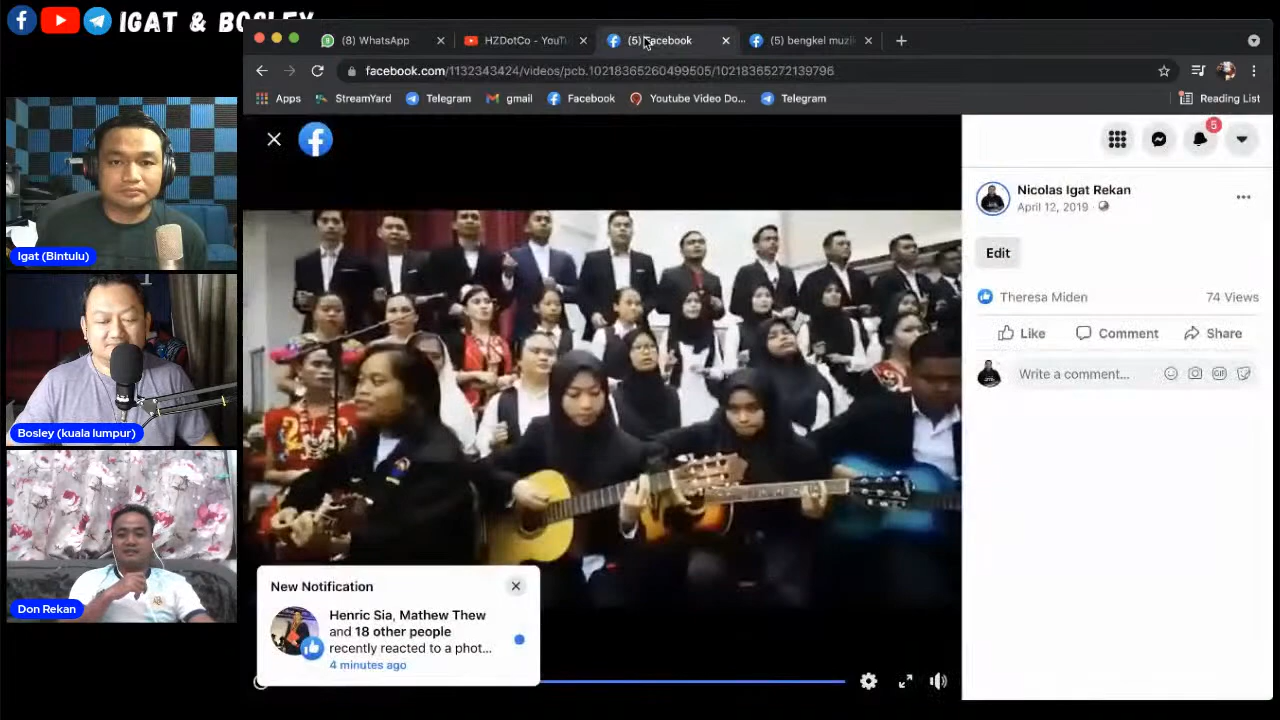 IGAT & BOSLEY
(8) WhatsApp
HZDotCo - YouTu
(5) Facebook
(5) bengkel muzi
facebook.com/1132343424/videos/pcb.10218365260499505/10218365272139796
Apps
StreamYard
Telegram
gmail
Facebook
Youtube Video Do...
Telegram
Reading List
5
Nicolas Igat Rekan
April 12, 2019
Edit
Theresa Miden
74 Views
Like
Comment
Share
Write a comment...
GIF
Igat (Bintulu)
Bosley (kuala lumpur)
Don Rekan
New Notification
Henric Sia, Mathew Thew
and 18 other people
recently reacted to a phot...
4 minutes ago